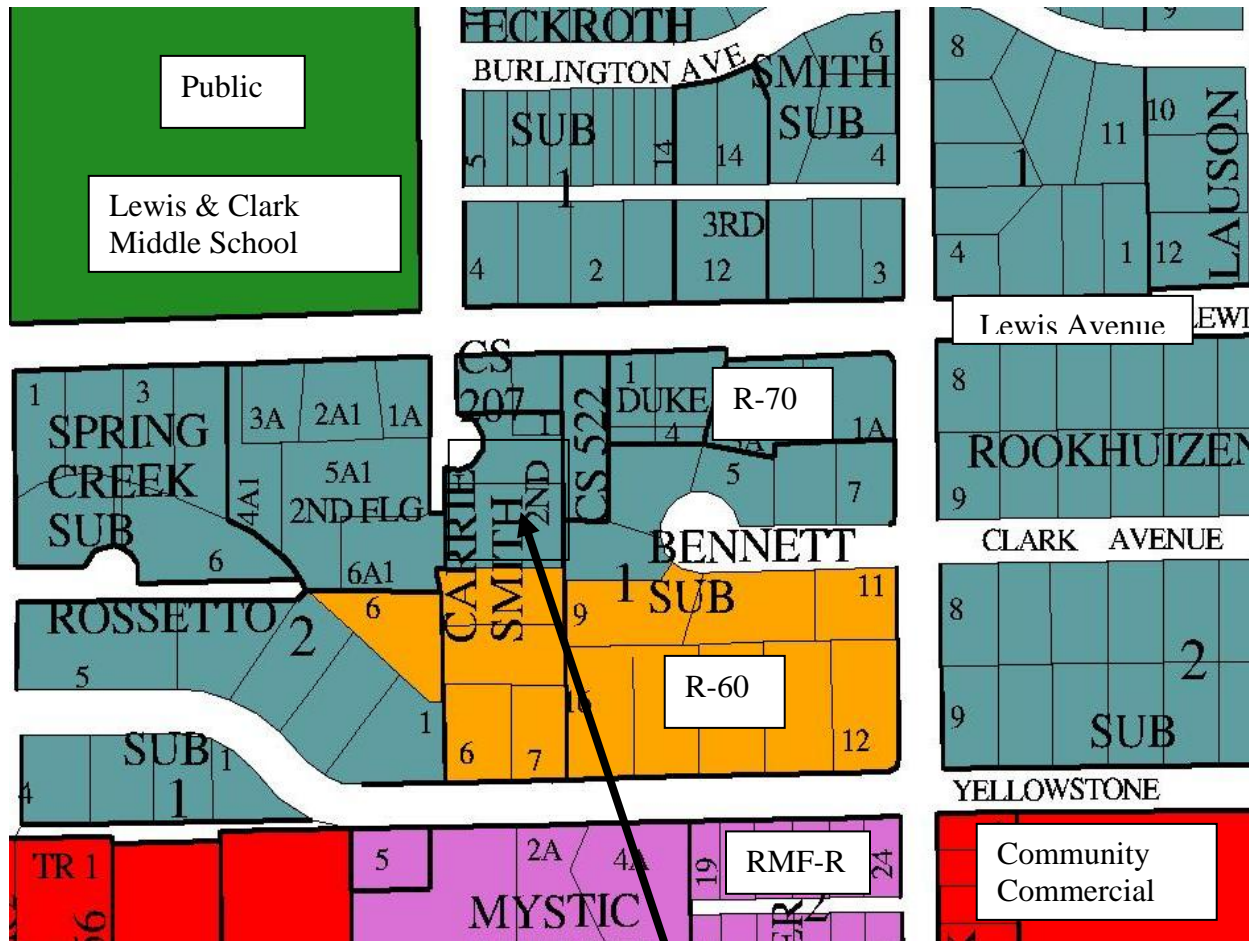 ECKROTH
BURLINGTON AVE
SMITH
SUB
6
4
SUB
5
14
14
1
4
2
3RD
12
3
8
9
10
11
1
4
1
12
LAUSON
Public
Lewis & Clark
Middle School
Lewis Avenue
1
3
SPRING
CREEK
SUB
6
3A
2A1
1A
4A1
5A1
2ND FLG
6A1
CS
207
1
CARRIE
SMITH
2ND
CS 522
1
DUKE
4
R-70
1A
5
7
BENNETT
SUB
1
9
11
8
ROOKHUIZEN
9
CLARK AVENUE
ROSSETTO
2
5
1
6
6
7
16
R-60
12
8
9
2
SUB
SUB
1
1
4
YELLOWSTONE
TR 1
5
2A
4A
MYSTIC
19
RMF-R
24
2
Community
Commercial